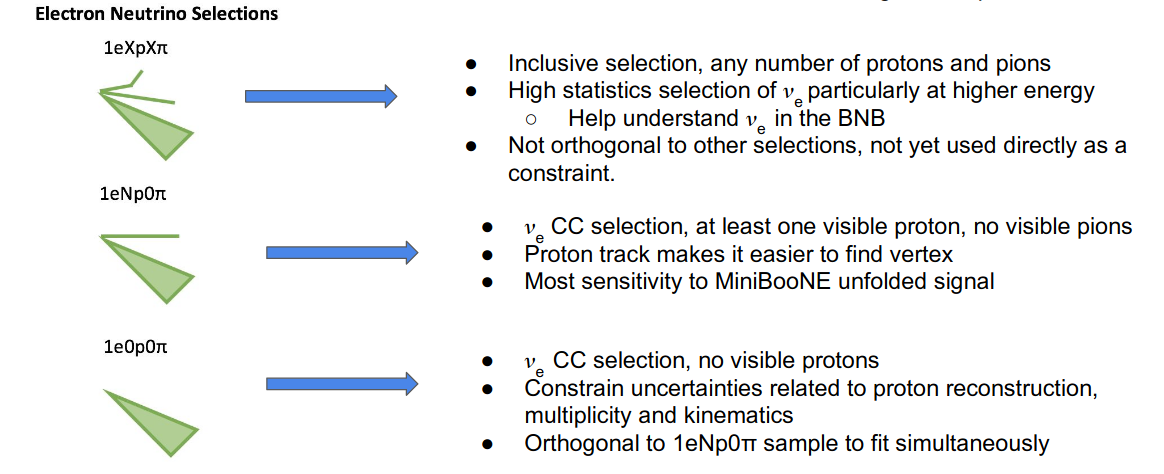 Electron Neutrino Selections
1eXpXπ
● Inclusive selection, any number of protons and pions
● High statistics selection of νe particularly at higher energy
○ Help understand νe in the BNB
● Not orthogonal to other selections, not yet used directly as a
constraint.
1eNp0π
● νe CC selection, at least one visible proton, no visible pions
● Proton track makes it easier to find vertex
● Most sensitivity to MiniBooNE unfolded signal
1e0p0π
● νe CC selection, no visible protons
● Constrain uncertainties related to proton reconstruction,
multiplicity and kinematics
● Orthogonal to 1eNp0π sample to fit simultaneously